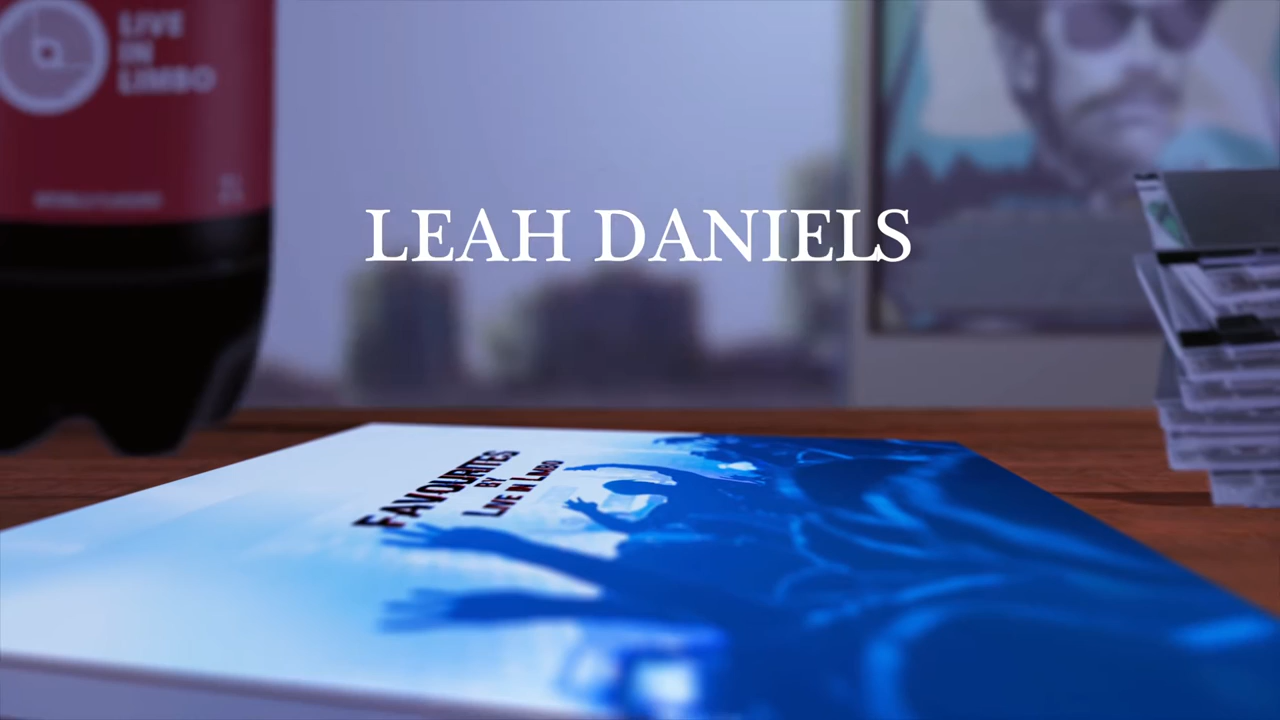 LIVE
IN
LIMBO
LEAH DANIELS
FAVOURITES
BY
LIVE IN LIMBO